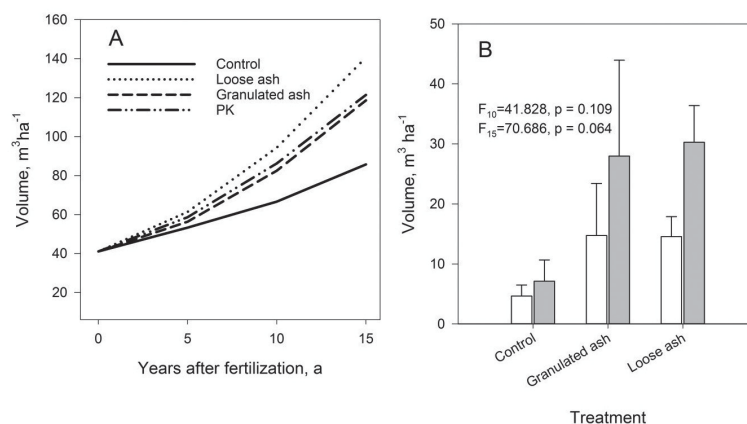 A
Control
Loose ash
Granulated ash
PK
Volume, m³ha⁻¹
160
140
120
100
80
60
40
20
0
5
10
15
Years after fertilization, a
B
F₁₀=41.828, p = 0.109
F₁₅=70.686, p = 0.064
Volume, m³ ha⁻¹
50
40
30
20
10
0
Control
Granulated ash
Loose ash
Treatment